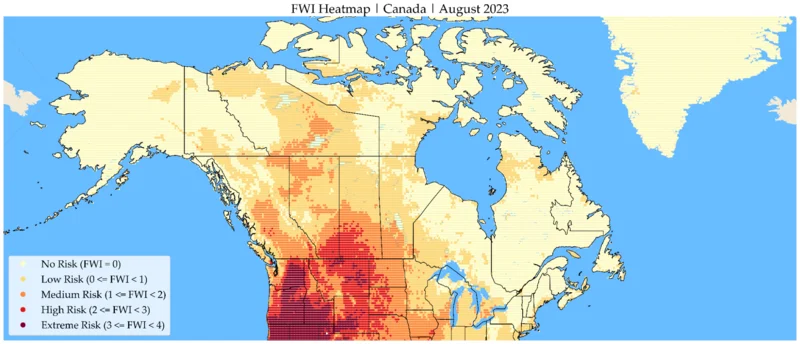 FWI Heatmap | Canada | August 2023
No Risk (FWI = 0)
Low Risk (0 <= FWI < 1)
Medium Risk (1 <= FWI < 2)
High Risk (2 <= FWI < 3)
Extreme Risk (3 <= FWI < 4)